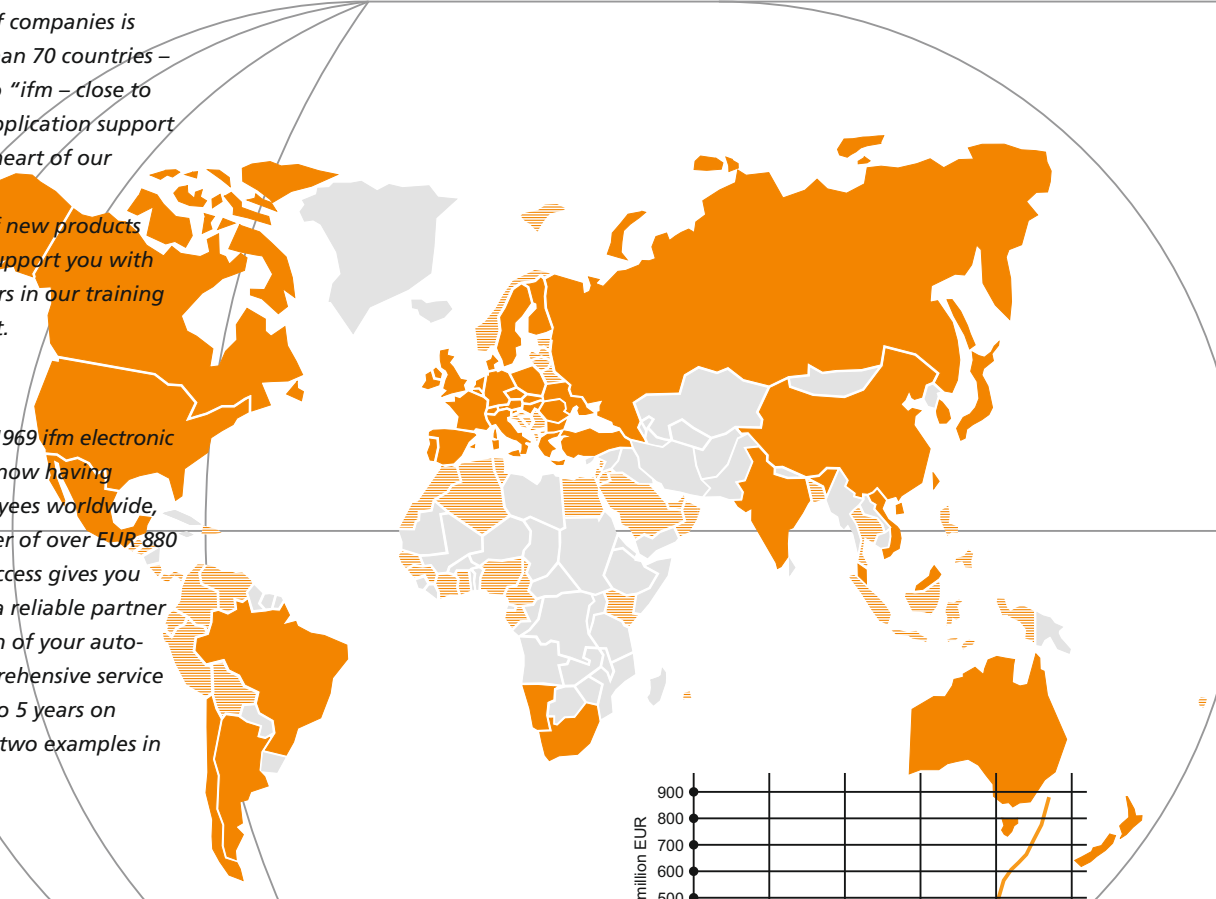 f companies is
an 70 countries –
“ifm – close to
pplication support
heart of our
f new products
upport you with
rs in our training
t.
1969 ifm electronic
now having
yees worldwide,
er of over EUR 880
ccess gives you
a reliable partner
n of your auto-
rehensive service
o 5 years on
two examples in
900
800
700
600
500
million EUR